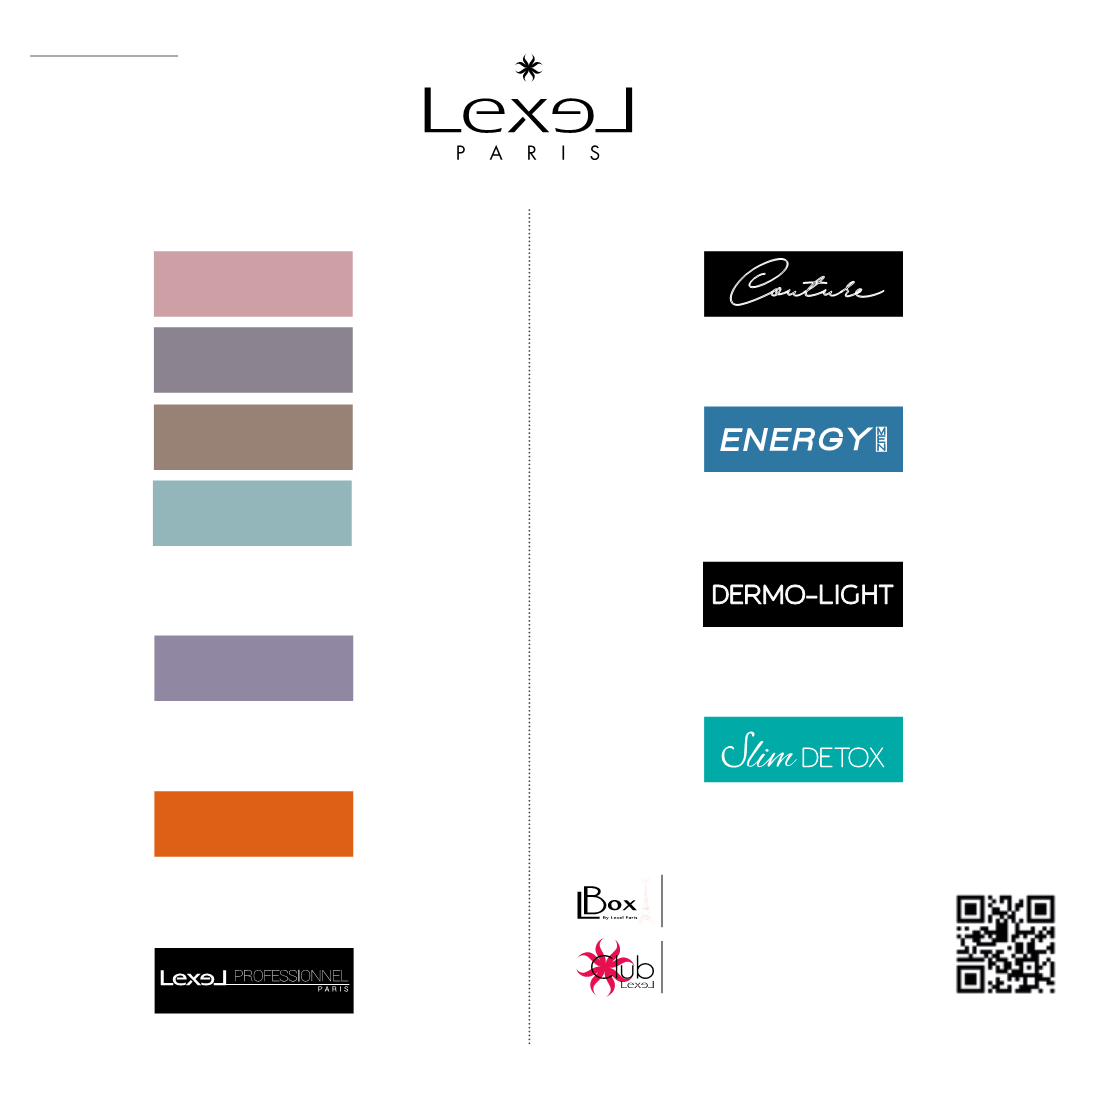 Lexel
PARIS
Lexel PROFESSIONNEL
PARIS
Couture
ENERGY MEN
DERMO-LIGHT
Slim DETOX
LBox
By Lexel Paris
Club
Lexel